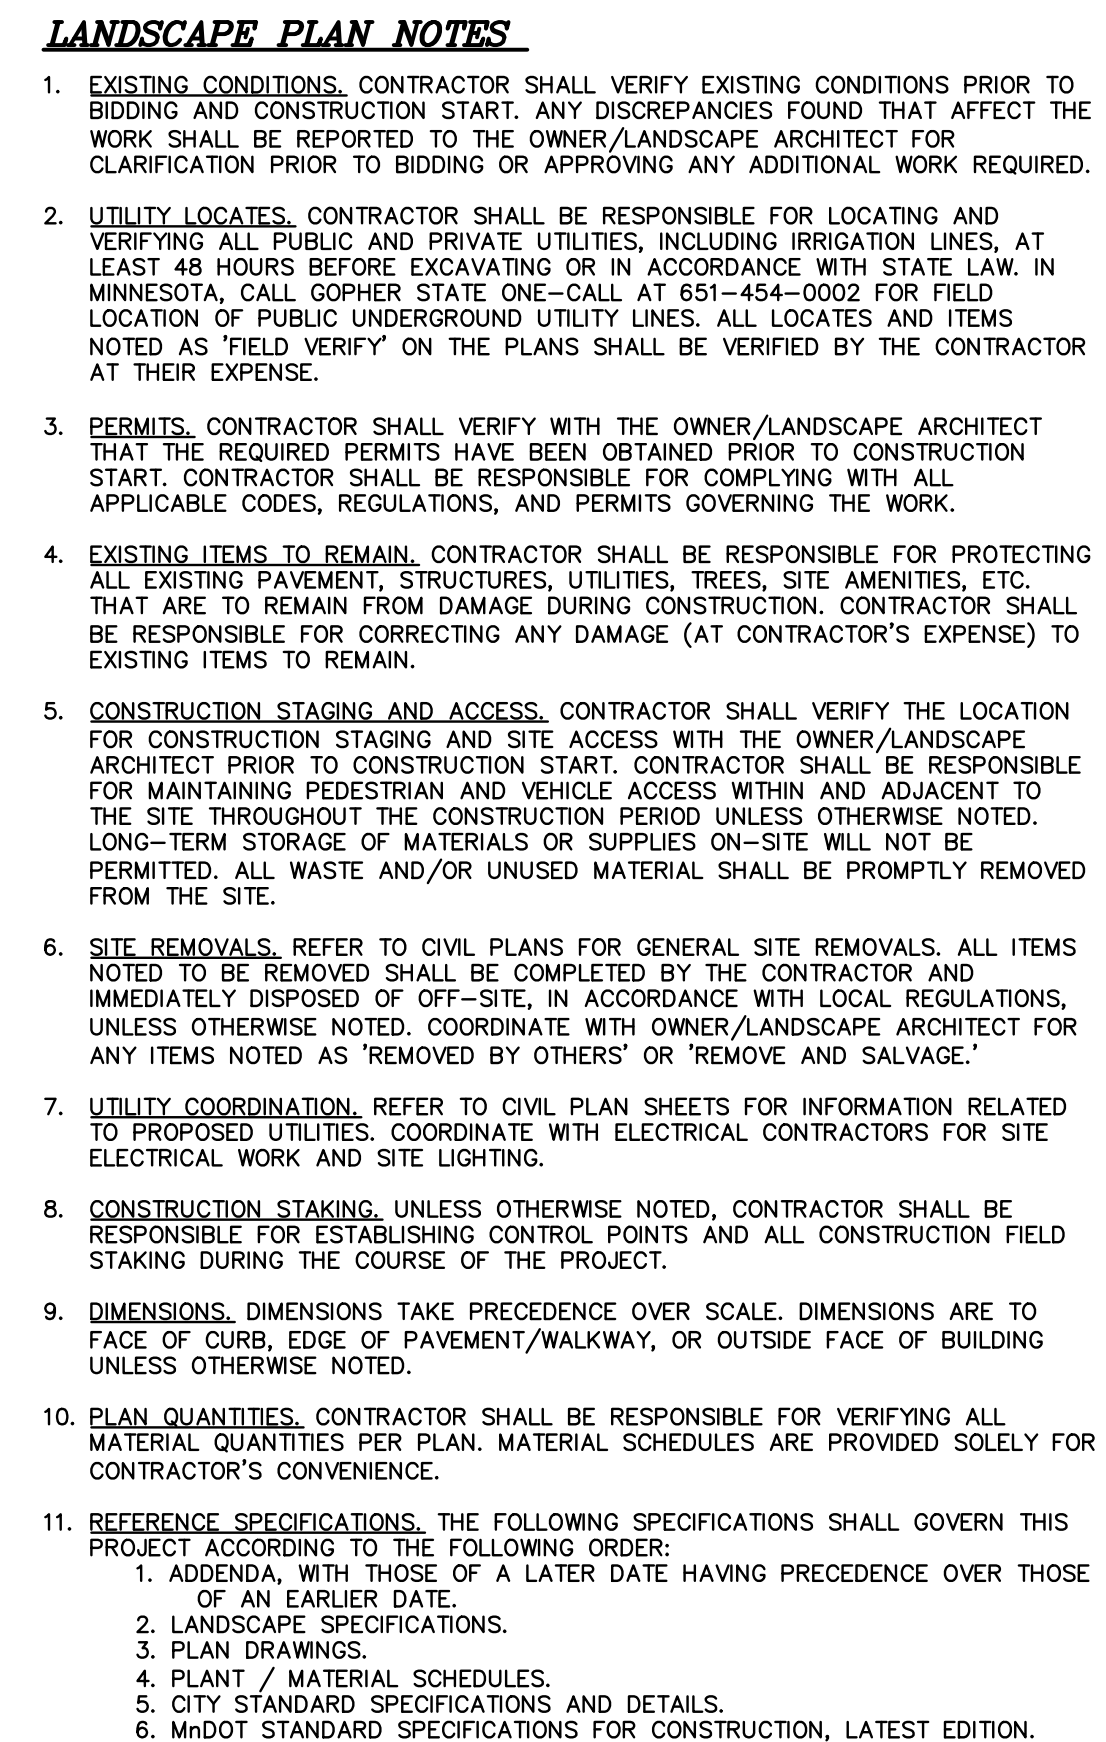 LANDSCAPE PLAN NOTES
1. EXISTING CONDITIONS. CONTRACTOR SHALL VERIFY EXISTING CONDITIONS PRIOR TO
BIDDING AND CONSTRUCTION START. ANY DISCREPANCIES FOUND THAT AFFECT THE
WORK SHALL BE REPORTED TO THE OWNER/LANDSCAPE ARCHITECT FOR
CLARIFICATION PRIOR TO BIDDING OR APPROVING ANY ADDITIONAL WORK REQUIRED.
2. UTILITY LOCATES. CONTRACTOR SHALL BE RESPONSIBLE FOR LOCATING AND
VERIFYING ALL PUBLIC AND PRIVATE UTILITIES, INCLUDING IRRIGATION LINES, AT
LEAST 48 HOURS BEFORE EXCAVATING OR IN ACCORDANCE WITH STATE LAW. IN
MINNESOTA, CALL GOPHER STATE ONE-CALL AT 651-454-0002 FOR FIELD
LOCATION OF PUBLIC UNDERGROUND UTILITY LINES. ALL LOCATES AND ITEMS
NOTED AS 'FIELD VERIFY' ON THE PLANS SHALL BE VERIFIED BY THE CONTRACTOR
AT THEIR EXPENSE.
3. PERMITS. CONTRACTOR SHALL VERIFY WITH THE OWNER/LANDSCAPE ARCHITECT
THAT THE REQUIRED PERMITS HAVE BEEN OBTAINED PRIOR TO CONSTRUCTION
START. CONTRACTOR SHALL BE RESPONSIBLE FOR COMPLYING WITH ALL
APPLICABLE CODES, REGULATIONS, AND PERMITS GOVERNING THE WORK.
4. EXISTING ITEMS TO REMAIN. CONTRACTOR SHALL BE RESPONSIBLE FOR PROTECTING
ALL EXISTING PAVEMENT, STRUCTURES, UTILITIES, TREES, SITE AMENITIES, ETC.
THAT ARE TO REMAIN FROM DAMAGE DURING CONSTRUCTION. CONTRACTOR SHALL
BE RESPONSIBLE FOR CORRECTING ANY DAMAGE (AT CONTRACTOR'S EXPENSE) TO
EXISTING ITEMS TO REMAIN.
5. CONSTRUCTION STAGING AND ACCESS. CONTRACTOR SHALL VERIFY THE LOCATION
FOR CONSTRUCTION STAGING AND SITE ACCESS WITH THE OWNER/LANDSCAPE
ARCHITECT PRIOR TO CONSTRUCTION START. CONTRACTOR SHALL BE RESPONSIBLE
FOR MAINTAINING PEDESTRIAN AND VEHICLE ACCESS WITHIN AND ADJACENT TO
THE SITE THROUGHOUT THE CONSTRUCTION PERIOD UNLESS OTHERWISE NOTED.
LONG-TERM STORAGE OF MATERIALS OR SUPPLIES ON-SITE WILL NOT BE
PERMITTED. ALL WASTE AND/OR UNUSED MATERIAL SHALL BE PROMPTLY REMOVED
FROM THE SITE.
6. SITE REMOVALS. REFER TO CIVIL PLANS FOR GENERAL SITE REMOVALS. ALL ITEMS
NOTED TO BE REMOVED SHALL BE COMPLETED BY THE CONTRACTOR AND
IMMEDIATELY DISPOSED OF OFF-SITE, IN ACCORDANCE WITH LOCAL REGULATIONS,
UNLESS OTHERWISE NOTED. COORDINATE WITH OWNER/LANDSCAPE ARCHITECT FOR
ANY ITEMS NOTED AS 'REMOVED BY OTHERS' OR 'REMOVE AND SALVAGE.'
7. UTILITY COORDINATION. REFER TO CIVIL PLAN SHEETS FOR INFORMATION RELATED
TO PROPOSED UTILITIES. COORDINATE WITH ELECTRICAL CONTRACTORS FOR SITE
ELECTRICAL WORK AND SITE LIGHTING.
8. CONSTRUCTION STAKING. UNLESS OTHERWISE NOTED, CONTRACTOR SHALL BE
RESPONSIBLE FOR ESTABLISHING CONTROL POINTS AND ALL CONSTRUCTION FIELD
STAKING DURING THE COURSE OF THE PROJECT.
9. DIMENSIONS. DIMENSIONS TAKE PRECEDENCE OVER SCALE. DIMENSIONS ARE TO
FACE OF CURB, EDGE OF PAVEMENT/WALKWAY, OR OUTSIDE FACE OF BUILDING
UNLESS OTHERWISE NOTED.
10. PLAN QUANTITIES. CONTRACTOR SHALL BE RESPONSIBLE FOR VERIFYING ALL
MATERIAL QUANTITIES PER PLAN. MATERIAL SCHEDULES ARE PROVIDED SOLELY FOR
CONTRACTOR'S CONVENIENCE.
11. REFERENCE SPECIFICATIONS. THE FOLLOWING SPECIFICATIONS SHALL GOVERN THIS
PROJECT ACCORDING TO THE FOLLOWING ORDER:
1. ADDENDA, WITH THOSE OF A LATER DATE HAVING PRECEDENCE OVER THOSE
OF AN EARLIER DATE.
2. LANDSCAPE SPECIFICATIONS.
3. PLAN DRAWINGS.
4. PLANT / MATERIAL SCHEDULES.
5. CITY STANDARD SPECIFICATIONS AND DETAILS.
6. MnDOT STANDARD SPECIFICATIONS FOR CONSTRUCTION, LATEST EDITION.